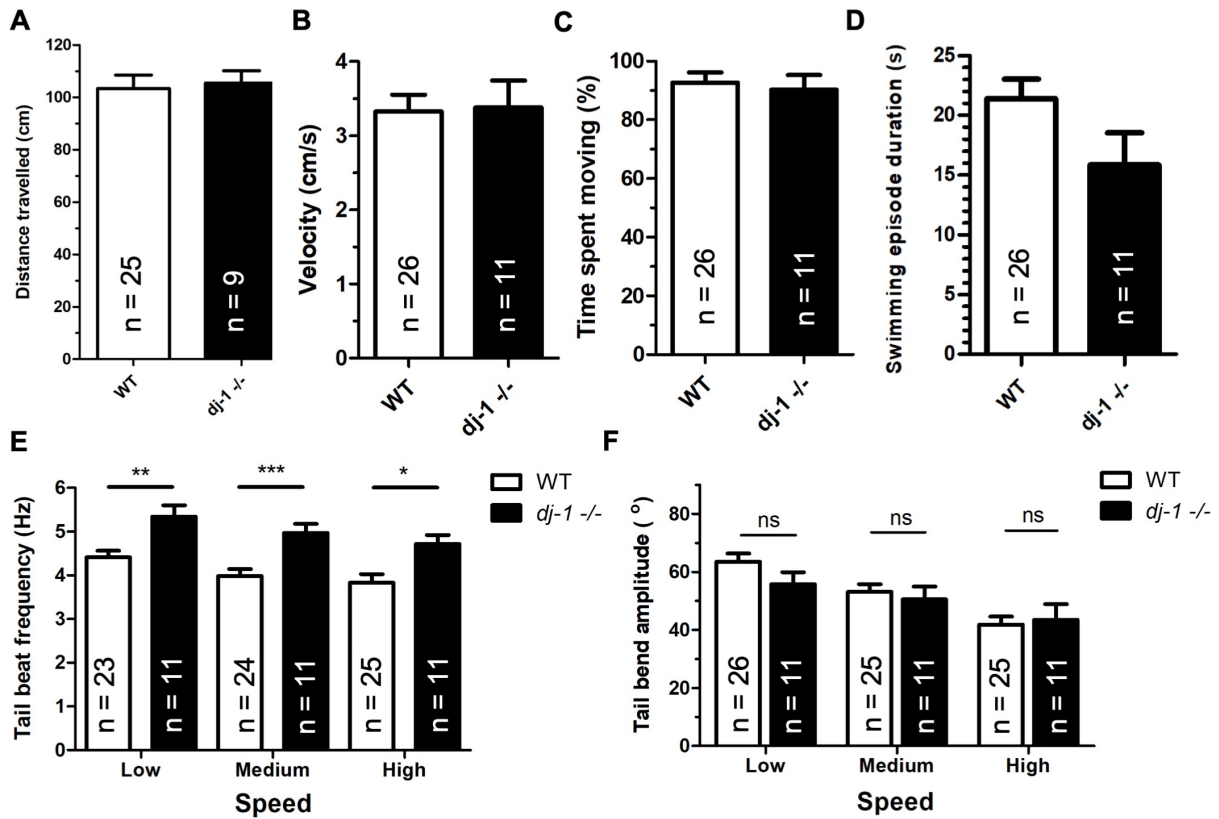 A
Distance travelled (cm)
120
100
80
60
40
20
0
n = 25
n = 9
WT
dj-1 -/-
B
Velocity (cm/s)
4
3
2
1
0
n = 26
n = 11
WT
dj-1 -/-
C
Time spent moving (%)
100
80
60
40
20
0
n = 26
n = 11
WT
dj-1 -/-
D
Swimming episode duration (s)
25
20
15
10
5
0
n = 26
n = 11
WT
dj-1 -/-
E
Tail beat frequency (Hz)
6
5
4
3
2
1
0
**
***
*
WT
dj-1 -/-
n = 23
n = 11
n = 24
n = 11
n = 25
n = 11
Low
Medium
High
Speed
F
Tail bend amplitude ( °)
80
60
40
20
0
ns
ns
ns
WT
dj-1 -/-
n = 26
n = 11
n = 25
n = 11
n = 25
n = 11
Low
Medium
High
Speed